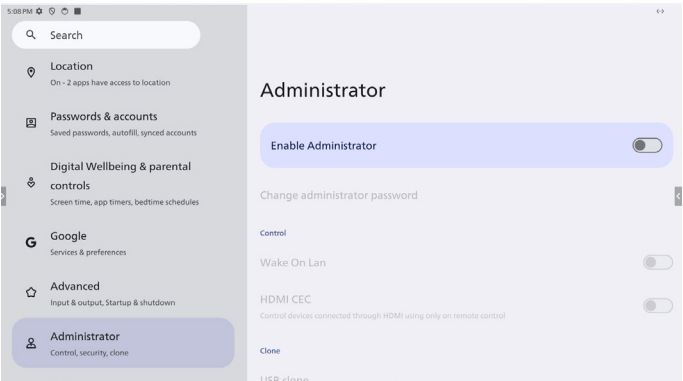 5:08 PM
Search
Location
On - 2 apps have access to location
Passwords & accounts
Saved passwords, autofill, synced accounts
Digital Wellbeing & parental
controls
Screen time, app timers, bedtime schedules
G Google
Services & preferences
Advanced
Input & output, Startup & shutdown
Administrator
Control, security, clone
Administrator
Enable Administrator
Change administrator password
Control
Wake On Lan
HDMI CEC
Control devices connected through HDMI using only on remote control
Clone
USB clone